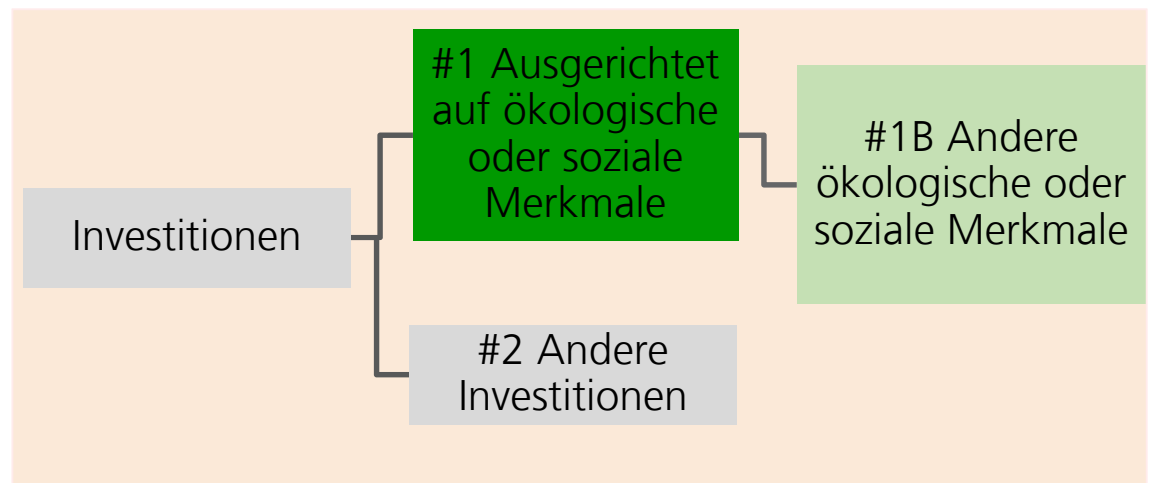 Investitionen
#1 Ausgerichtet
auf ökologische
oder soziale
Merkmale
#1B Andere
ökologische oder
soziale Merkmale
#2 Andere
Investitionen